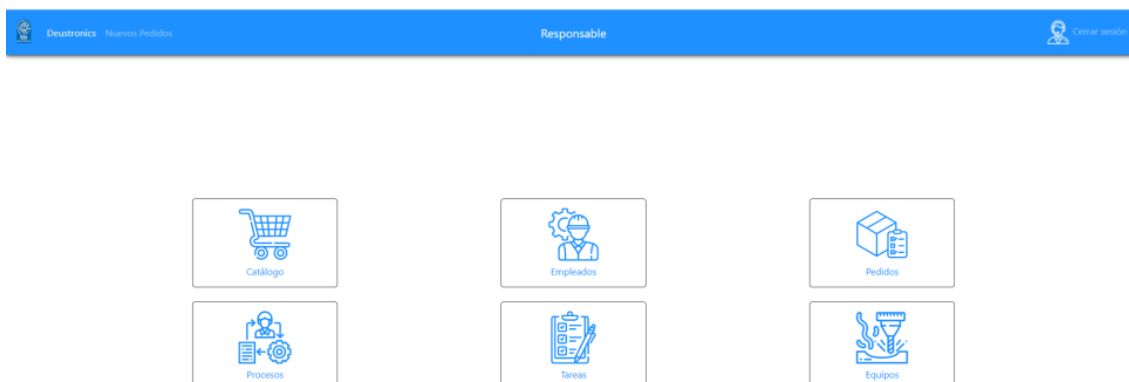 Deustronics Nuevos Pedidos Responsable Cerrar sesión
Catálogo Empleados Pedidos
Procesos Tareas Equipos